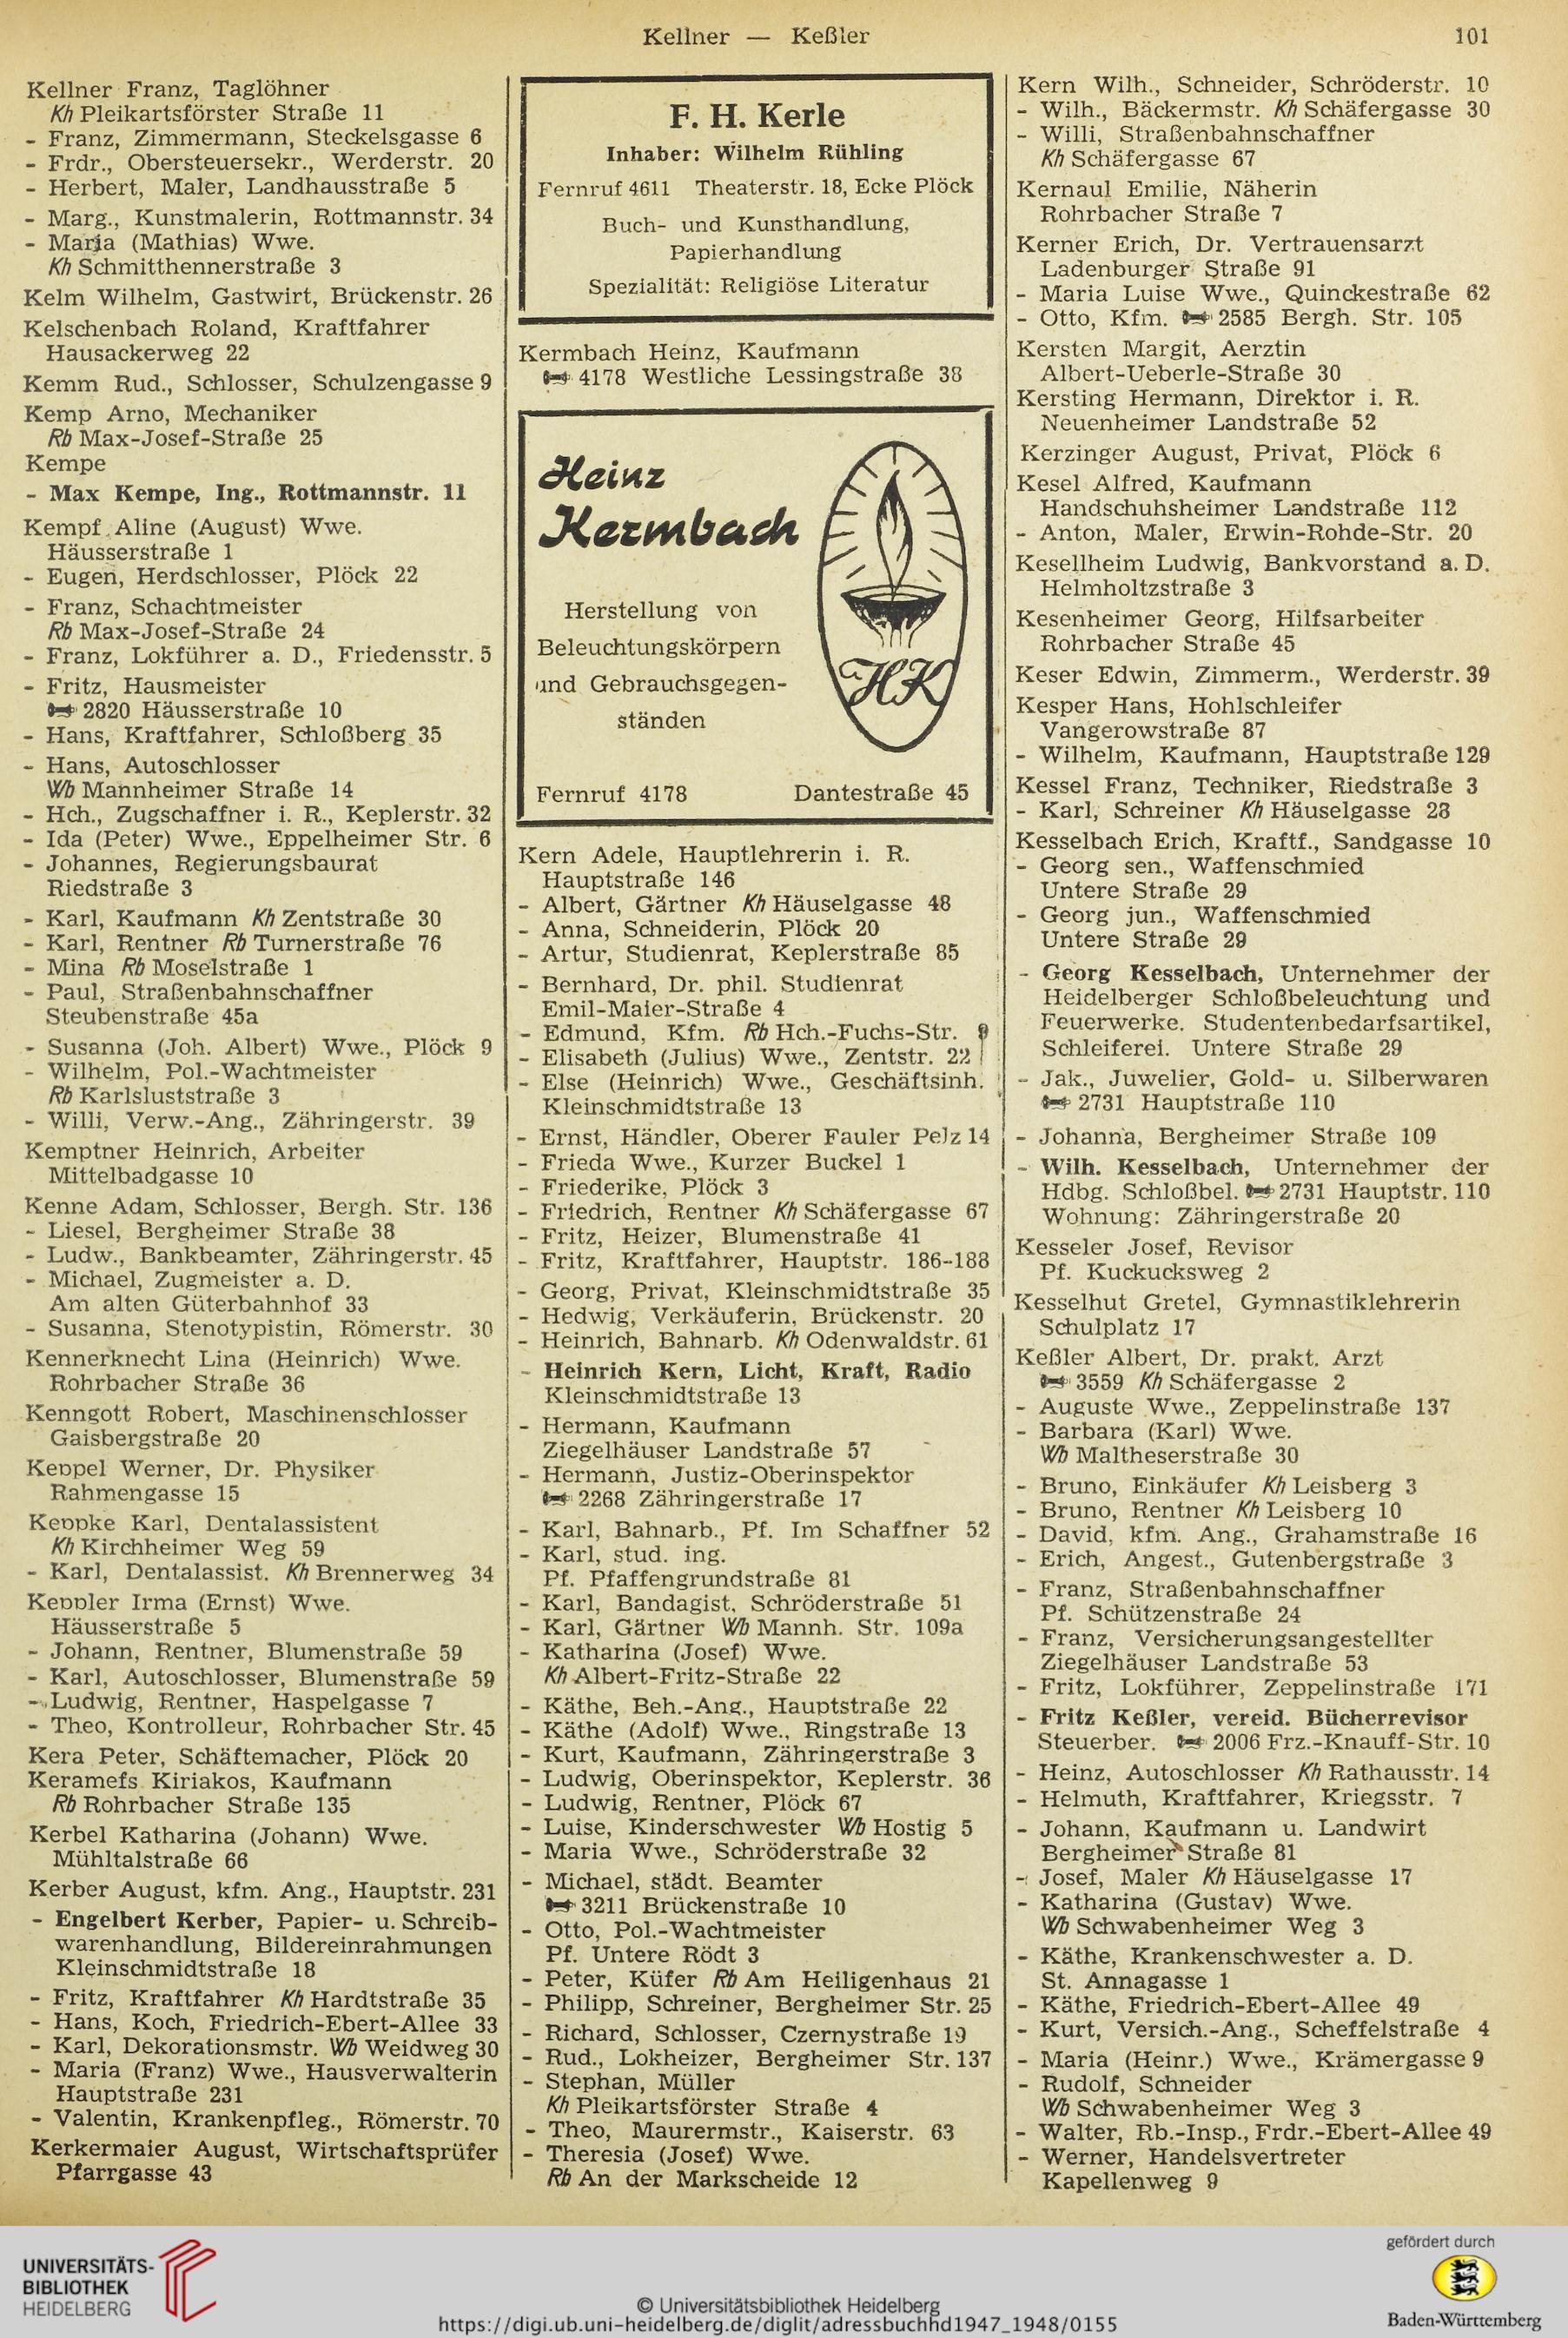 Kellner — Keßler
101
Kellner Franz, Taglöhner
Kh Pleikartsförster Straße 11
- Franz, Zimmermann, Steckelsgasse 6
- Frdr., Obersteuersekr., Werderstr. 20
- Herbert, Maler, Landhausstraße 5
- Marg., Kunstmalerin, Rottmannstr. 34
- Maria (Mathias) Wwe.
Kh Schmitthennerstraße 3
Kelm Wilhelm, Gastwirt, Brückenstr. 26
Kelschenbach Roland, Kraftfahrer
Hausackerweg 22
Kemm Rud., Schlosser, Schulzengasse 9
Kemp Arno, Mechaniker
Rb Max-Josef-Straße 25
Kempe
- Max Kempe, Ing., Rottmannstr. 11
Kempf Aline (August) Wwe.
Häusserstraße 1
- Eugen, Herdschlosser, Plöck 22
- Franz, Schachtmeister
Rb Max-Josef-Straße 24
- Franz, Lokführer a. D., Friedensstr. 5
- Fritz, Hausmeister
2820 Häusserstraße 10
- Hans, Kraftfahrer, Schloßberg 35
- Hans, Autoschlosser
Wb Mannheimer Straße 14
- Hch., Zugschaffner i. R., Keplerstr. 32
- Ida (Peter) Wwe., Eppelheimer Str. 6
- Johannes, Regierungsbaurat
Riedstraße 3
- Karl, Kaufmann Kh Zentstraße 30
- Karl, Rentner Rb Turnerstraße 76
- Mina Rb Moselstraße 1
- Paul, Straßenbahnschaffner
Steubenstraße 45a
- Susanna (Joh. Albert) Wwe., Plöck 9
- Wilhelm, Pol.-Wachtmeister
Rb Karlsluststraße 3
- Willi, Verw.-Ang., Zähringerstr. 39
Kemptner Heinrich, Arbeiter
Mittelbadgasse 10
Kenne Adam, Schlosser, Bergh. Str. 136
- Liesel, Bergheimer Straße 38
- Ludw., Bankbeamter, Zähringerstr. 45
- Michael, Zugmeister a. D.
Am alten Güterbahnhof 33
- Susanna, Stenotypistin, Römerstr. 30
Kennerknecht Lina (Heinrich) Wwe.
Rohrbacher Straße 36
Kenngott Robert, Maschinenschlosser
Gaisbergstraße 20
Keppel Werner, Dr. Physiker
Rahmengasse 15
Keppke Karl, Dentalassistent
Kh Kirchheimer Weg 59
- Karl, Dentalassist. Kh Brennerweg 34
Keppler Irma (Ernst) Wwe.
Häusserstraße 5
- Johann, Rentner, Blumenstraße 59
- Karl, Autoschlosser, Blumenstraße 59
- Ludwig, Rentner, Haspelgasse 7
- Theo, Kontrolleur, Rohrbacher Str. 45
Kera Peter, Schäftemacher, Plöck 20
Keramefs Kiriakos, Kaufmann
Rb Rohrbacher Straße 135
Kerbel Katharina (Johann) Wwe.
Mühltalstraße 66
Kerber August, kfm. Ang., Hauptstr. 231
- Engelbert Kerber, Papier- u. Schreib-
warenhandlung, Bildereinrahmungen
Kleinschmidtstraße 18
- Fritz, Kraftfahrer Kh Hardtstraße 35
- Hans, Koch, Friedrich-Ebert-Allee 33
- Karl, Dekorationsmstr. Wb Weidweg 30
- Maria (Franz) Wwe., Hausverwalterin
Hauptstraße 231
- Valentin, Krankenpfleg., Römerstr. 70
Kerkermaier August, Wirtschaftsprüfer
Pfarrgasse 43
F. H. Kerle
Inhaber: Wilhelm Rühling
Fernruf 4611 Theaterstr. 18, Ecke Plöck
Buch- und Kunsthandlung,
Papierhandlung
Spezialität: Religiöse Literatur
Kermbach Heinz, Kaufmann
4178 Westliche Lessingstraße 38
Heinz
Kermbach
Herstellung von
Beleuchtungskörpern
und Gebrauchsgegen-
ständen
HK
Fernruf 4178 Dantestraße 45
Kern Adele, Hauptlehrerin i. R.
Hauptstraße 146
- Albert, Gärtner Kh Häuselgasse 48
- Anna, Schneiderin, Plöck 20
- Artur, Studienrat, Keplerstraße 85
- Bernhard, Dr. phil. Studienrat
Emil-Maier-Straße 4
- Edmund, Kfm. Rb Hch.-Fuchs-Str. 9
- Elisabeth (Julius) Wwe., Zentstr. 22
- Else (Heinrich) Wwe., Geschäftsinh.
Kleinschmidtstraße 13
- Ernst, Händler, Oberer Fauler Pelz 14
- Frieda Wwe., Kurzer Buckel 1
- Friederike, Plöck 3
- Friedrich, Rentner Kh Schäfergasse 67
- Fritz, Heizer, Blumenstraße 41
- Fritz, Kraftfahrer, Hauptstr. 186-188
- Georg, Privat, Kleinschmidtstraße 35
- Hedwig, Verkäuferin, Brückenstr. 20
- Heinrich, Bahnarb. Kh Odenwaldstr. 61
- Heinrich Kern, Licht, Kraft, Radio
Kleinschmidtstraße 13
- Hermann, Kaufmann
Ziegelhäuser Landstraße 57
- Hermann, Justiz-Oberinspektor
2268 Zähringerstraße 17
- Karl, Bahnarb., Pf. Im Schaffner 52
- Karl, stud. ing.
Pf. Pfaffengrundstraße 81
- Karl, Bandagist, Schröderstraße 51
- Karl, Gärtner Wb Mannh. Str. 109a
- Katharina (Josef) Wwe.
Kh Albert-Fritz-Straße 22
- Käthe, Beh.-Ang., Hauptstraße 22
- Käthe (Adolf) Wwe., Ringstraße 13
- Kurt, Kaufmann, Zähringerstraße 3
- Ludwig, Oberinspektor, Keplerstr. 36
- Ludwig, Rentner, Plöck 67
- Luise, Kinderschwester Wb Hostig 5
- Maria Wwe., Schröderstraße 32
- Michael, städt. Beamter
3211 Brückenstraße 10
- Otto, Pol.-Wachtmeister
Pf. Untere Rödt 3
- Peter, Küfer Rb Am Heiligenhaus 21
- Philipp, Schreiner, Bergheimer Str. 25
- Richard, Schlosser, Czernystraße 19
- Rud., Lokheizer, Bergheimer Str. 137
- Stephan, Müller
Kh Pleikartsförster Straße 4
- Theo, Maurermstr., Kaiserstr. 63
- Theresia (Josef) Wwe.
Rb An der Markscheide 12
Kern Wilh., Schneider, Schröderstr. 10
- Wilh., Bäckermstr. Kh Schäfergasse 30
- Willi, Straßenbahnschaffner
Kh Schäfergasse 67
Kernaul Emilie, Näherin
Rohrbacher Straße 7
Kerner Erich, Dr. Vertrauensarzt
Ladenburger Straße 91
- Maria Luise Wwe., Quinckestraße 62
- Otto, Kfm. 2585 Bergh. Str. 105
Kersten Margit, Aerztin
Albert-Ueberle-Straße 30
Kersting Hermann, Direktor i. R.
Neuenheimer Landstraße 52
Kerzinger August, Privat, Plöck 6
Kesel Alfred, Kaufmann
Handschuhsheimer Landstraße 112
- Anton, Maler, Erwin-Rohde-Str. 20
Kesellheim Ludwig, Bankvorstand a. D.
Helmholtzstraße 3
Kesenheimer Georg, Hilfsarbeiter
Rohrbacher Straße 45
Keser Edwin, Zimmerm., Werderstr. 39
Kesper Hans, Hohlschleifer
Vangerowstraße 87
- Wilhelm, Kaufmann, Hauptstraße 129
Kessel Franz, Techniker, Riedstraße 3
- Karl, Schreiner Kh Häuselgasse 23
Kesselbach Erich, Kraftf., Sandgasse 10
- Georg sen., Waffenschmied
Untere Straße 29
- Georg jun., Waffenschmied
Untere Straße 29
- Georg Kesselbach, Unternehmer der
Heidelberger Schloßbeleuchtung und
Feuerwerke. Studentenbedarfsartikel,
Schleiferei. Untere Straße 29
- Jak., Juwelier, Gold- u. Silberwaren
2731 Hauptstraße 110
- Johanna, Bergheimer Straße 109
- Wilh. Kesselbach, Unternehmer der
Hdbg. Schloßbel. 2731 Hauptstr. 110
Wohnung: Zähringerstraße 20
Kesseler Josef, Revisor
Pf. Kuckucksweg 2
Kesselhut Gretel, Gymnastiklehrerin
Schulplatz 17
Keßler Albert, Dr. prakt. Arzt
3559 Kh Schäfergasse 2
- Auguste Wwe., Zeppelinstraße 137
- Barbara (Karl) Wwe.
Wb Maltheserstraße 30
- Bruno, Einkäufer Kh Leisberg 3
- Bruno, Rentner Kh Leisberg 10
- David, kfm. Ang., Grahamstraße 16
- Erich, Angest., Gutenbergstraße 3
- Franz, Straßenbahnschaffner
Pf. Schützenstraße 24
- Franz, Versicherungsangestellter
Ziegelhäuser Landstraße 53
- Fritz, Lokführer, Zeppelinstraße 171
- Fritz Keßler, vereid. Bücherrevisor
Steuerber. 2006 Frz.-Knauff-Str. 10
- Heinz, Autoschlosser Kh Rathausstr. 14
- Helmuth, Kraftfahrer, Kriegsstr. 7
- Johann, Kaufmann u. Landwirt
Bergheimer Straße 81
- Josef, Maler Kh Häuselgasse 17
- Katharina (Gustav) Wwe.
Wb Schwabenheimer Weg 3
- Käthe, Krankenschwester a. D.
St. Annagasse 1
- Käthe, Friedrich-Ebert-Allee 49
- Kurt, Versich.-Ang., Scheffelstraße 4
- Maria (Heinr.) Wwe., Krämergasse 9
- Rudolf, Schneider
Wb Schwabenheimer Weg 3
- Walter, Rb.-Insp., Frdr.-Ebert-Allee 49
- Werner, Handelsvertreter
Kapellenweg 9
UNIVERSITÄTS-
BIBLIOTHEK
HEIDELBERG
© Universitätsbibliothek Heidelberg
https://digi.ub.uni-heidelberg.de/diglit/adressbuchhd1947_1948/0155
gefördert durch
Baden-Württemberg